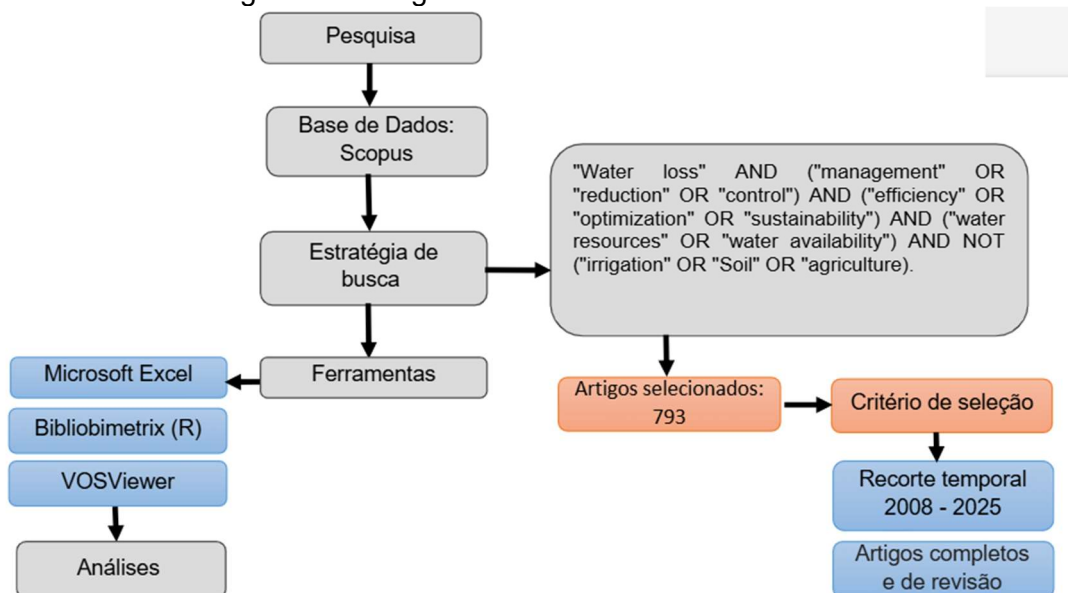 Pesquisa
Base de Dados:
Scopus
Estratégia de
busca
"Water loss" AND ("management" OR
"reduction" OR "control") AND ("efficiency" OR
"optimization" OR "sustainability") AND ("water
resources" OR "water availability") AND NOT
("irrigation" OR "Soil" OR "agriculture).
Ferramentas
Microsoft Excel
Bibliobimetrix (R)
VOSViewer
Análises
Artigos selecionados:
793
Critério de seleção
Recorte temporal
2008 - 2025
Artigos completos
e de revisão